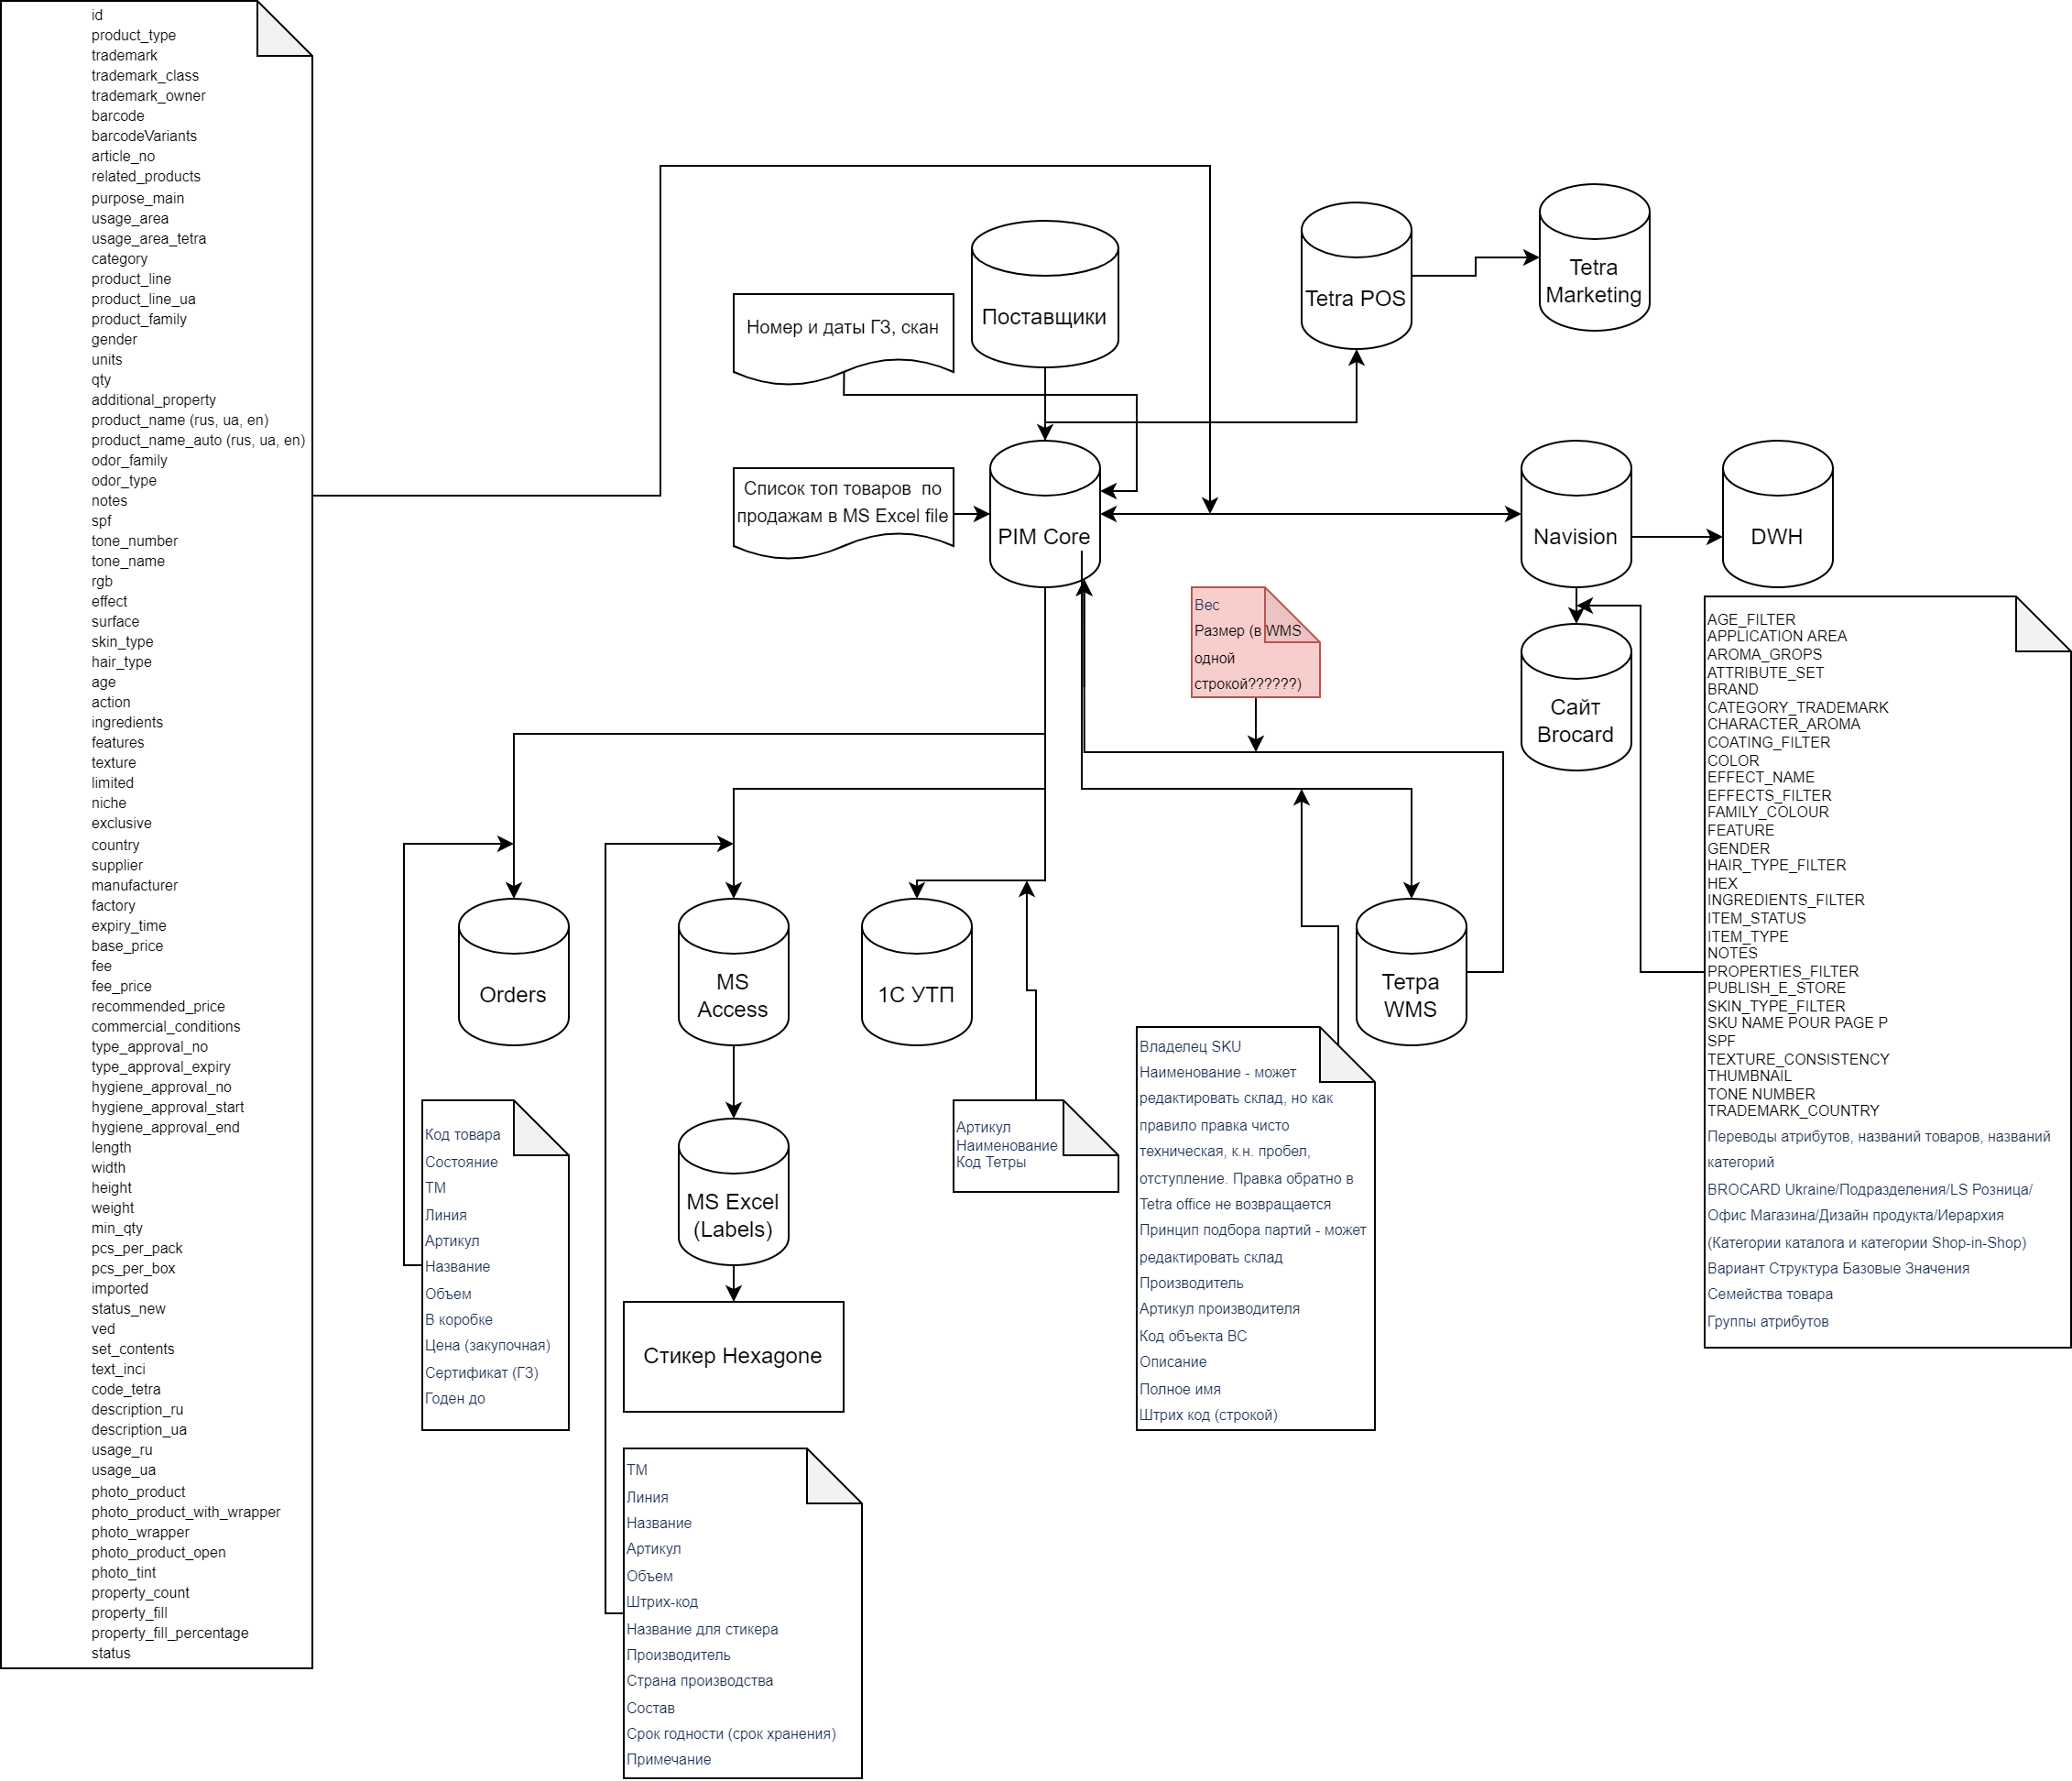 id
product_type
trademark
trademark_class
trademark_owner
barcode
barcodeVariants
article_no
related_products
purpose_main
usage_area
usage_area_tetra
category
product_line
product_line_ua
product_family
gender
units
qty
additional_property
product_name (rus, ua, en)
product_name_auto (rus, ua, en)
odor_family
odor_type
notes
spf
tone_number
tone_name
rgb
effect
surface
skin_type
hair_type
age
action
ingredients
features
texture
limited
niche
exclusive
country
supplier
manufacturer
factory
expiry_time
base_price
fee
fee_price
recommended_price
commercial_conditions
type_approval_no
type_approval_expiry
hygiene_approval_no
hygiene_approval_start
hygiene_approval_end
length
width
height
weight
min_qty
pcs_per_pack
pcs_per_box
imported
status_new
ved
set_contents
text_inci
code_tetra
description_ru
description_ua
usage_ru
usage_ua
photo_product
photo_product_with_wrapper
photo_wrapper
photo_product_open
photo_tint
property_count
property_fill
property_fill_percentage
status
Номер и даты ГЗ, скан
Поставщики
Tetra POS
Tetra
Marketing
Список топ товаров по
продажам в MS Excel file
PIM Core
Navision
DWH
Вес
Размер (в WMS
одной
строкой??????)
Сайт
Brocard
AGE_FILTER
APPLICATION AREA
AROMA_GROPS
ATTRIBUTE_SET
BRAND
CATEGORY_TRADEMARK
CHARACTER_AROMA
COATING_FILTER
COLOR
EFFECT_NAME
EFFECTS_FILTER
FAMILY_COLOUR
FEATURE
GENDER
HAIR_TYPE_FILTER
HEX
INGREDIENTS_FILTER
ITEM_STATUS
ITEM_TYPE
NOTES
PROPERTIES_FILTER
PUBLISH_E_STORE
SKIN_TYPE_FILTER
SKU NAME POUR PAGE P
SPF
TEXTURE_CONSISTENCY
THUMBNAIL
TONE NUMBER
TRADEMARK_COUNTRY
Переводы атрибутов, названий товаров, названий
категорий
BROCARD Ukraine/Подразделения/LS Розница/
Офис Магазина/Дизайн продукта/Иерархия
(Категории каталога и категории Shop-in-Shop)
Вариант Структура Базовые Значения
Семейства товара
Группы атрибутов
Orders
MS
Access
1С УТП
Тетра
WMS
Код товара
Состояние
ТМ
Линия
Артикул
Название
Объем
В коробке
Цена (закупочная)
Сертификат (ГЗ)
Годен до
MS Excel
(Labels)
Стикер Hexagone
Артикул
Наименование
Код Тетры
Владелец SKU
Наименование - может
редактировать склад, но как
правило правка чисто
техническая, к.н. пробел,
отступление. Правка обратно в
Tetra office не возвращается
Принцип подбора партий - может
редактировать склад
Производитель
Артикул производителя
Код объекта ВС
Описание
Полное имя
Штрих код (строкой)
ТМ
Линия
Название
Артикул
Объем
Штрих-код
Название для стикера
Производитель
Страна производства
Состав
Срок годности (срок хранения)
Примечание